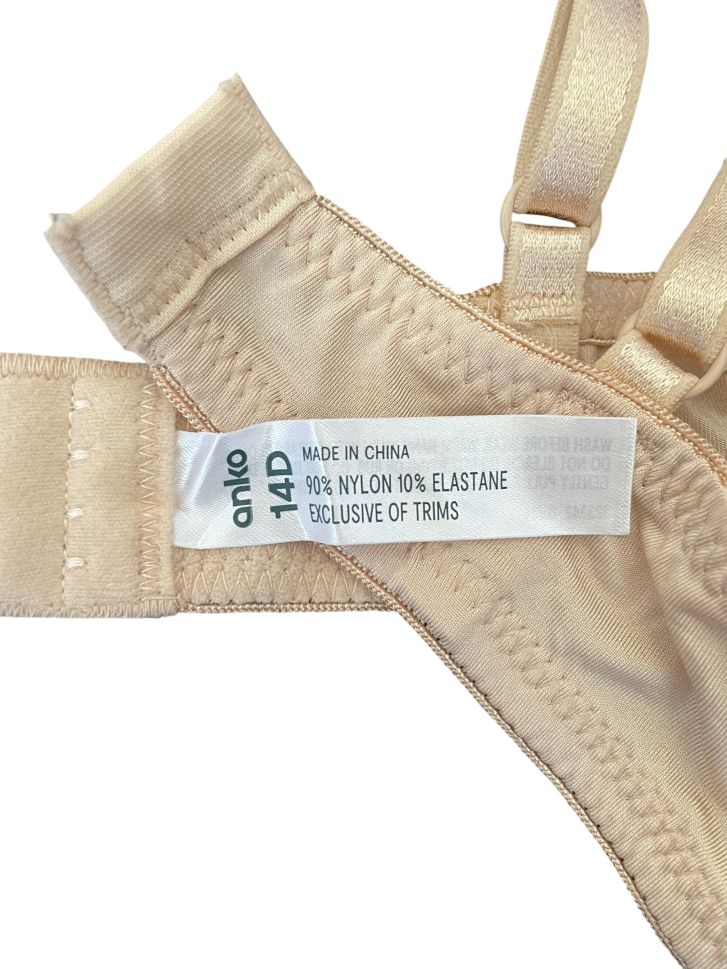 anko
14D
MADE IN CHINA
90% NYLON 10% ELASTANE
EXCLUSIVE OF TRIMS